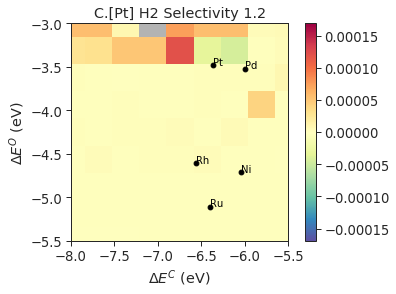 C.[Pt] H2 Selectivity 1.2
−3.0
−3.5
−4.0
−4.5
−5.0
−5.5
ΔE^O (eV)
Pt
Pd
Rh
Ni
Ru
−8.0 −7.5 −7.0 −6.5 −6.0 −5.5
ΔE^C (eV)
0.00015
0.00010
0.00005
0.00000
−0.00005
−0.00010
−0.00015